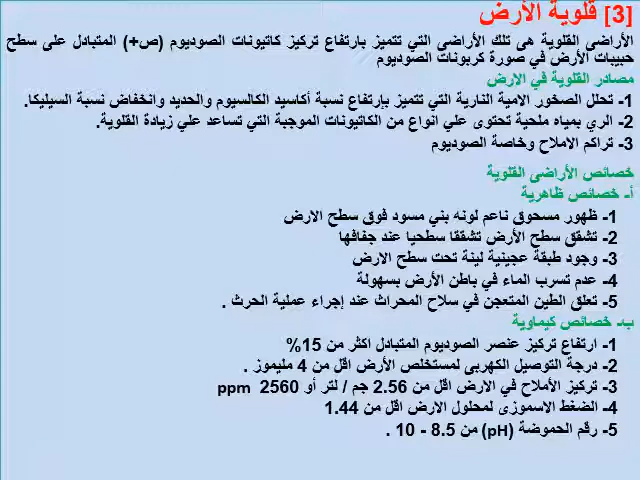 [3] قلوية الأرض
الأراضى القلوية هى تلك الأراضى التي تتميز بارتفاع تركيز كاتيونات الصوديوم (ص+) المتبادل على سطح
حبيبات الأرض في صورة كربونات الصوديوم
مصادر القلوية في الارض
1- تحلل الصخور الامية النارية التي تتميز بإرتفاع نسبة أكاسيد الكالسيوم والحديد وانخفاض نسبة السيليكا.
2- الري بمياه ملحية تحتوى علي انواع من الكاتيونات الموجبة التي تساعد علي زيادة القلوية.
3- تراكم الاملاح وخاصة الصوديوم
خصائص الأراضى القلوية
أ- خصائص ظاهرية
1- ظهور مسحوق ناعم لونه بني مسود فوق سطح الارض
2- تشقق سطح الأرض تشققا سطحيا عند جفافها
3- وجود طبقة عجينية لينة تحت سطح الارض
4- عدم تسرب الماء في باطن الأرض بسهولة
5- تعلق الطين المتعجن في سلاح المحراث عند إجراء عملية الحرث .
ب- خصائص كيماوية
1- ارتفاع تركيز عنصر الصوديوم المتبادل اكثر من 15%
2- درجة التوصيل الكهربى لمستخلص الأرض اقل من 4 مليموز .
3- تركيز الأملاح في الارض اقل من 2.56 جم / لتر أو 2560 ppm
4- الضغط الاسموزى لمحلول الارض اقل من 1.44
5- رقم الحموضة (pH) من 8.5 - 10 .